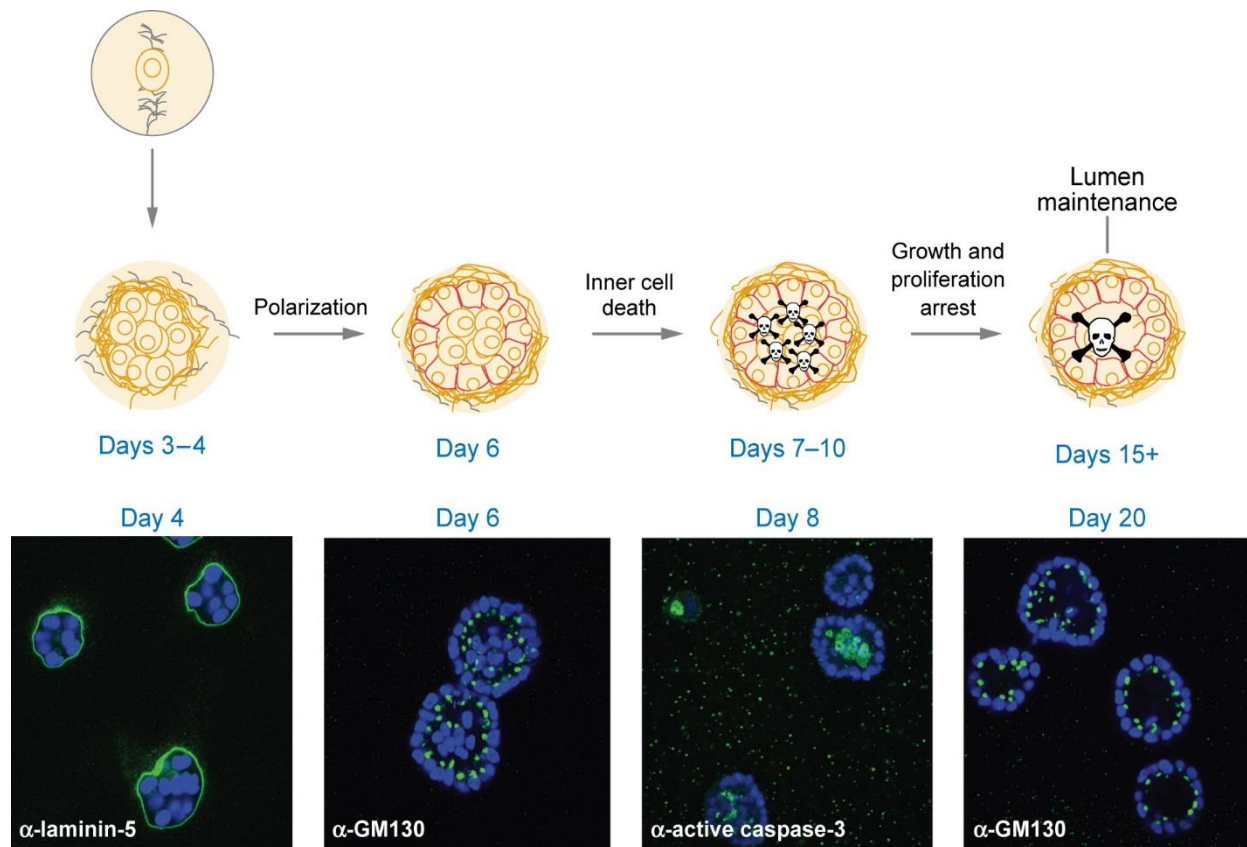 Lumen
maintenance
Polarization
Inner cell
death
Growth and
proliferation
arrest
Days 3–4
Day 6
Days 7–10
Days 15+
Day 4
Day 6
Day 8
Day 20
α-laminin-5
α-GM130
α-active caspase-3
α-GM130